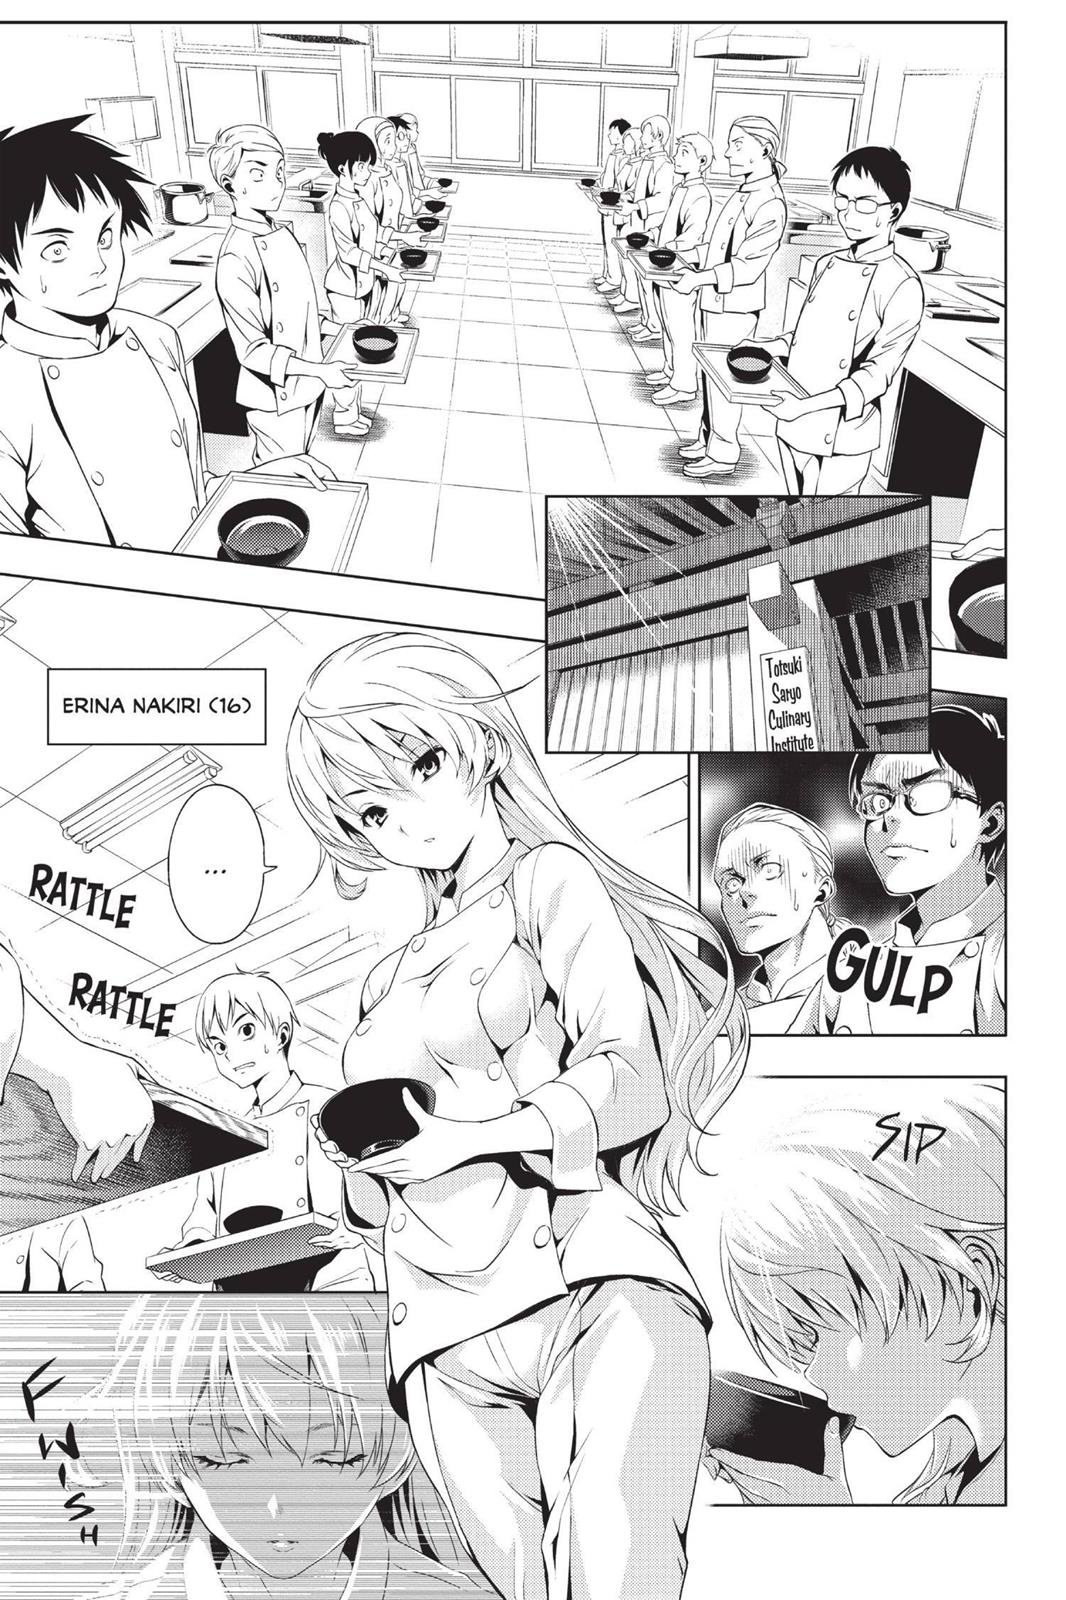 Totsuki
Saryo
Culinary
Institute
GULP
ERINA NAKIRI (16)
...
RATTLE
RATTLE
SIP
FWISH